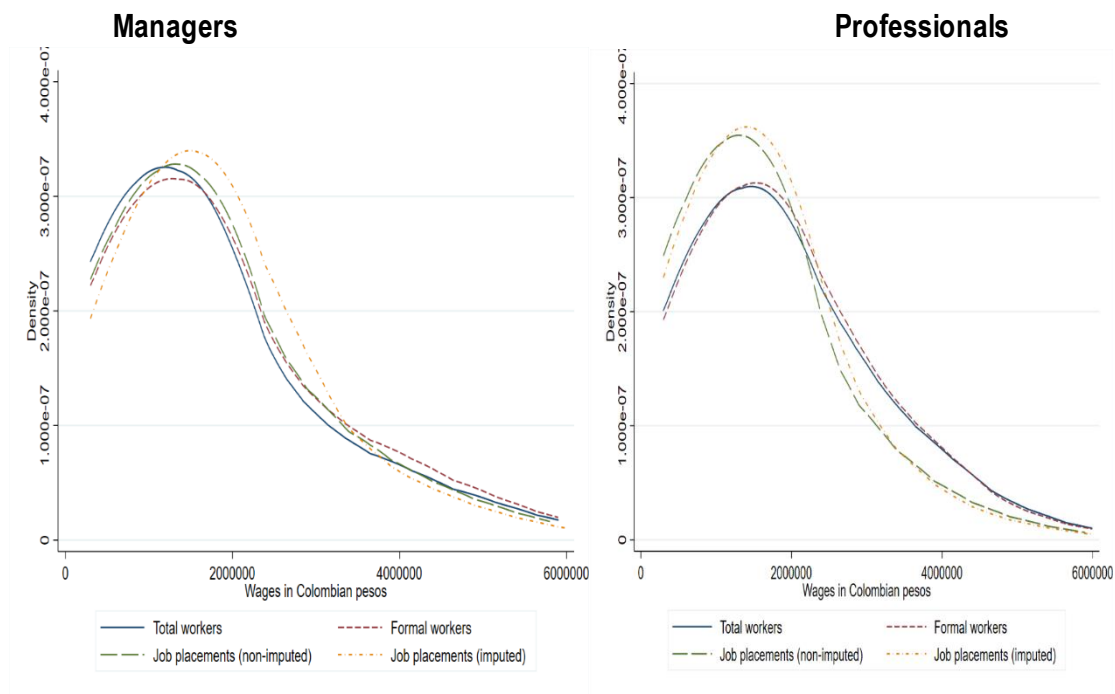 Managers
4.000e-07
3.000e-07
Density
2.000e-07
1.000e-07
0
0 2000000 4000000 6000000
Wages in Colombian pesos
Total workers Formal workers
Job placements (non-imputed) Job placements (imputed)
Professionals
4.000e-07
3.000e-07
Density
2.000e-07
1.000e-07
0
0 2000000 4000000 6000000
Wages in Colombian pesos
Total workers Formal workers
Job placements (non-imputed) Job placements (imputed)